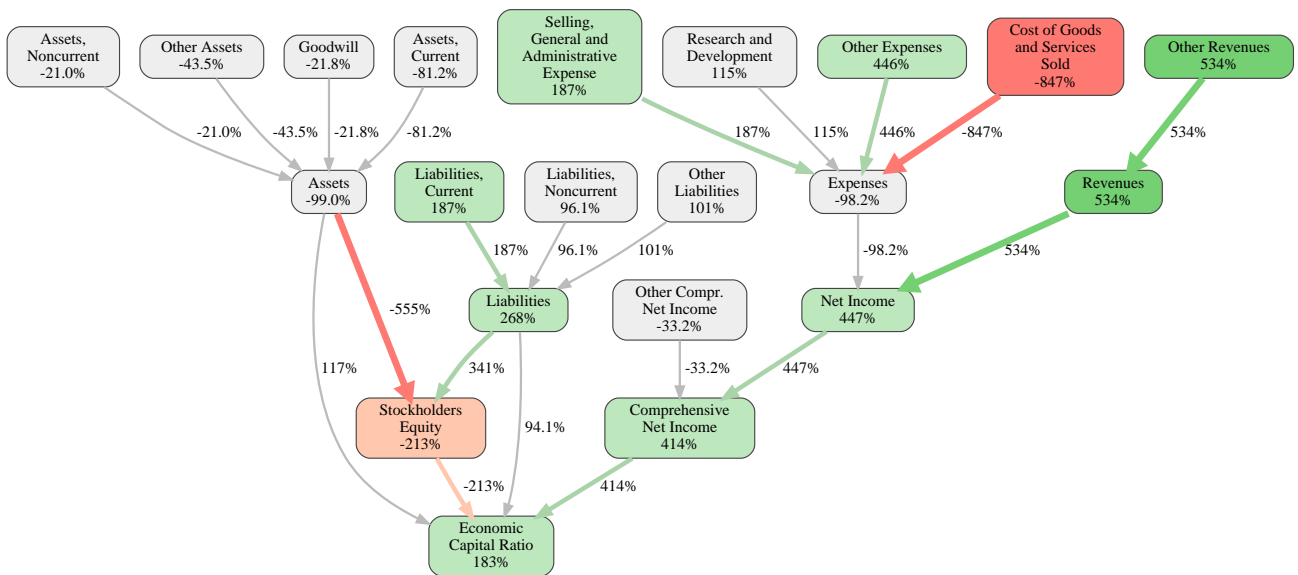 Assets,
Noncurrent
-21.0%
Other Assets
-43.5%
Goodwill
-21.8%
Assets,
Current
-81.2%
Selling,
General and
Administrative
Expense
187%
Research and
Development
115%
Other Expenses
446%
Cost of Goods
and Services
Sold
-847%
Other Revenues
534%
-21.0%
-43.5%
-21.8%
-81.2%
187%
115%
446%
-847%
534%
Assets
-99.0%
Liabilities,
Current
187%
Liabilities,
Noncurrent
96.1%
Other
Liabilities
101%
Expenses
-98.2%
Revenues
534%
187%
96.1%
101%
-98.2%
534%
-555%
Liabilities
268%
Other Compr.
Net Income
-33.2%
Net Income
447%
117%
341%
-33.2%
447%
Stockholders
Equity
-213%
94.1%
Comprehensive
Net Income
414%
-213%
414%
Economic
Capital Ratio
183%